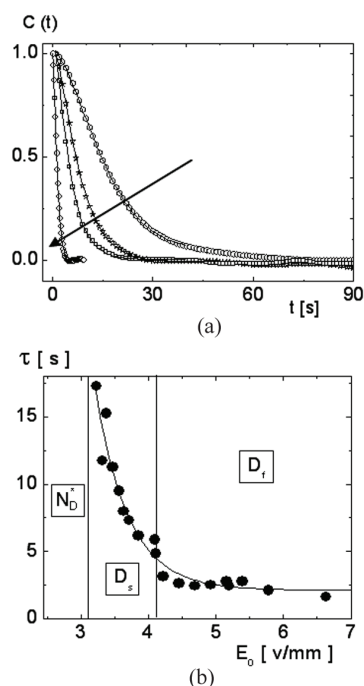 C (t)
1.0
0.5
0.0
0 30 60 90
t [s]
(a)
τ [ s ]
15
10
5
0
N*D
Ds
Df
3 4 5 6 7
E0 [ v/mm ]
(b)